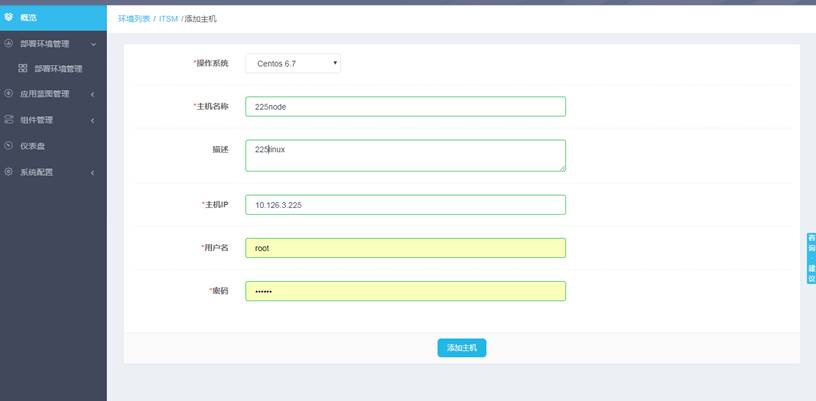 概览
部署环境管理
部署环境管理
应用蓝图管理
组件管理
仪表盘
系统配置
环境列表 / ITSM /添加主机
*操作系统 Centos 6.7
*主机名称 225node
描述 225linux
*主机IP 10.126.3.225
*用户名 root
*密码 ••••••
添加主机
咨询·建议